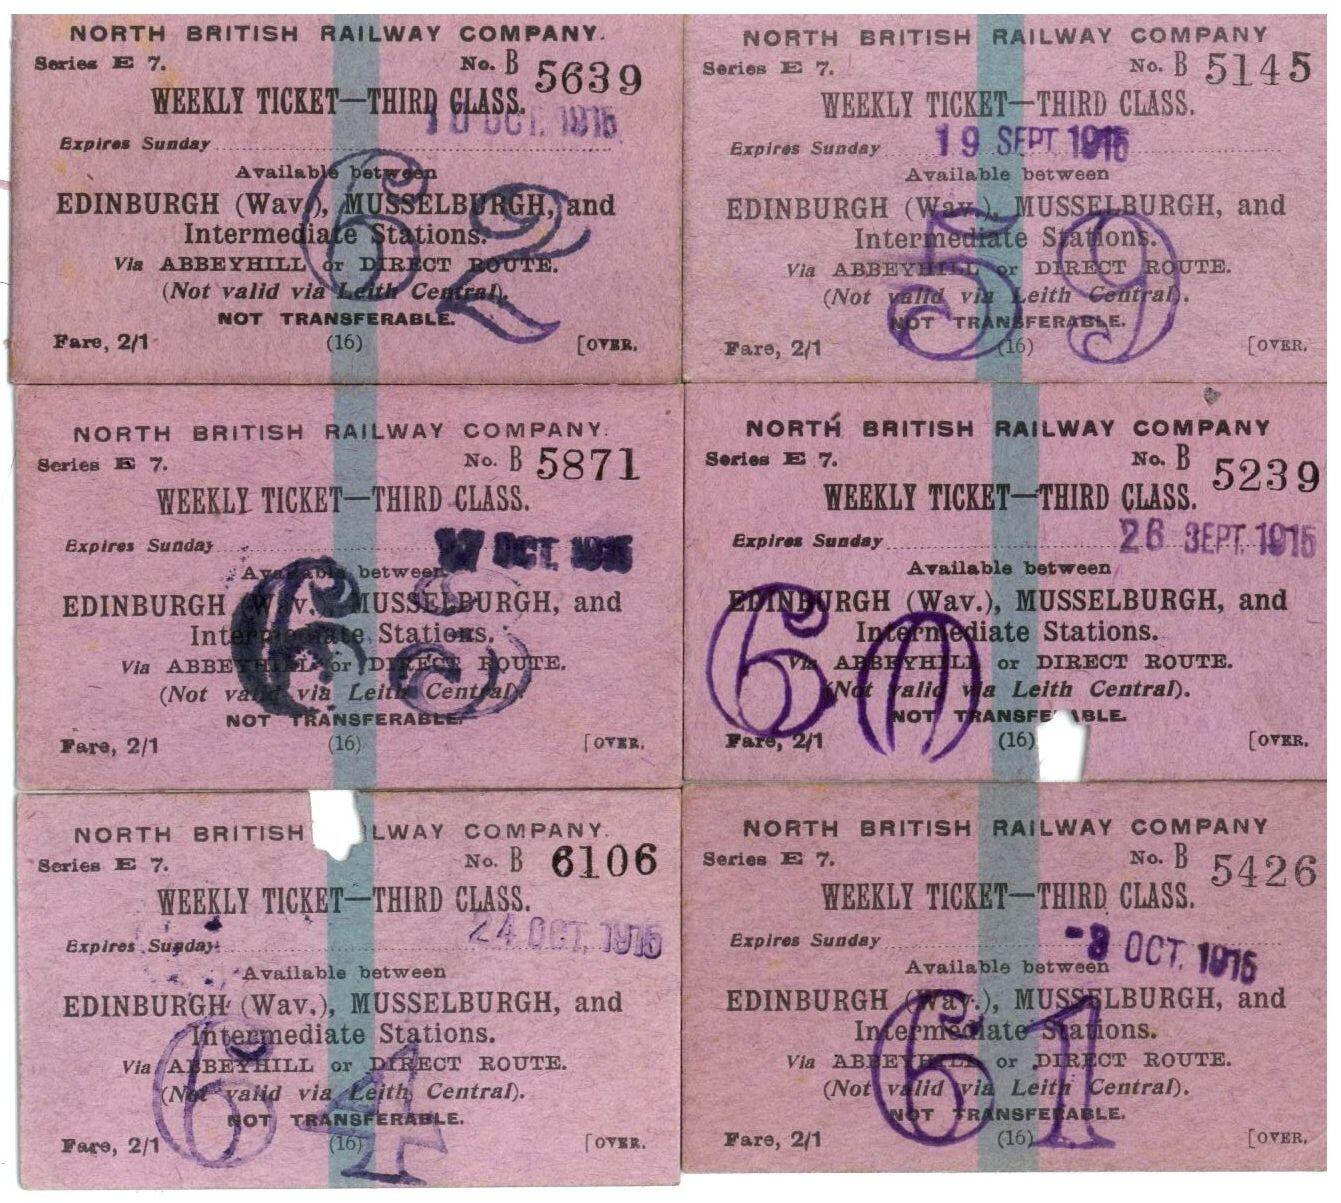 NORTH BRITISH RAILWAY COMPANY.
Series E 7. No. B 5639
WEEKLY TICKET—THIRD CLASS.
10 OCT. 1915
Expires Sunday
Available between
EDINBURGH (Wav.), MUSSELBURGH, and
Intermediate Stations.
Via ABBEYHILL or DIRECT ROUTE.
(Not valid via Leith Central).
NOT TRANSFERABLE.
Fare, 2/1 (16) [OVER.
62
NORTH BRITISH RAILWAY COMPANY
Series E 7. No. B 5145
WEEKLY TICKET—THIRD CLASS.
Expires Sunday 19 SEPT 1915
Available between
EDINBURGH (Wav.), MUSSELBURGH, and
Intermediate Stations.
Via ABBEYHILL or DIRECT ROUTE.
(Not valid via Leith Central).
NOT TRANSFERABLE.
Fare, 2/1 (16) [OVER.
59
NORTH BRITISH RAILWAY COMPANY.
Series E 7. No. B 5871
WEEKLY TICKET—THIRD CLASS.
Expires Sunday 17 OCT. 1915
Available between
EDINBURGH (Wav.), MUSSELBURGH, and
Intermediate Stations.
Via ABBEYHILL or DIRECT ROUTE.
(Not valid via Leith Central).
NOT TRANSFERABLE.
Fare, 2/1 (16) [OVER.
63
NORTH BRITISH RAILWAY COMPANY
Series E 7. No. B 5239
WEEKLY TICKET—THIRD CLASS.
Expires Sunday 26 SEPT. 1915
Available between
EDINBURGH (Wav.), MUSSELBURGH, and
Intermediate Stations.
Via ABBEYHILL or DIRECT ROUTE.
(Not valid via Leith Central).
NOT TRANSFERABLE.
Fare, 2/1 (16) [OVER.
60
NORTH BRITISH LWAY COMPANY.
Series E 7. No. B 6106
WEEKLY TICKET—THIRD CLASS.
Expires Sunday 24 OCT. 1915
Available between
EDINBURGH (Wav.), MUSSELBURGH, and
Intermediate Stations.
Via ABBEYHILL or DIRECT ROUTE.
(Not valid via Leith Central).
NOT TRANSFERABLE.
Fare, 2/1 (16) [OVER.
64
NORTH BRITISH RAILWAY COMPANY
Series E 7. No. B 5426
WEEKLY TICKET—THIRD CLASS.
Expires Sunday -3 OCT. 1915
Available between
EDINBURGH (Wav.), MUSSELBURGH, and
Intermediate Stations.
Via ABBEYHILL or DIRECT ROUTE.
(Not valid via Leith Central).
NOT TRANSFERABLE.
Fare, 2/1 (16) [OVER.
61